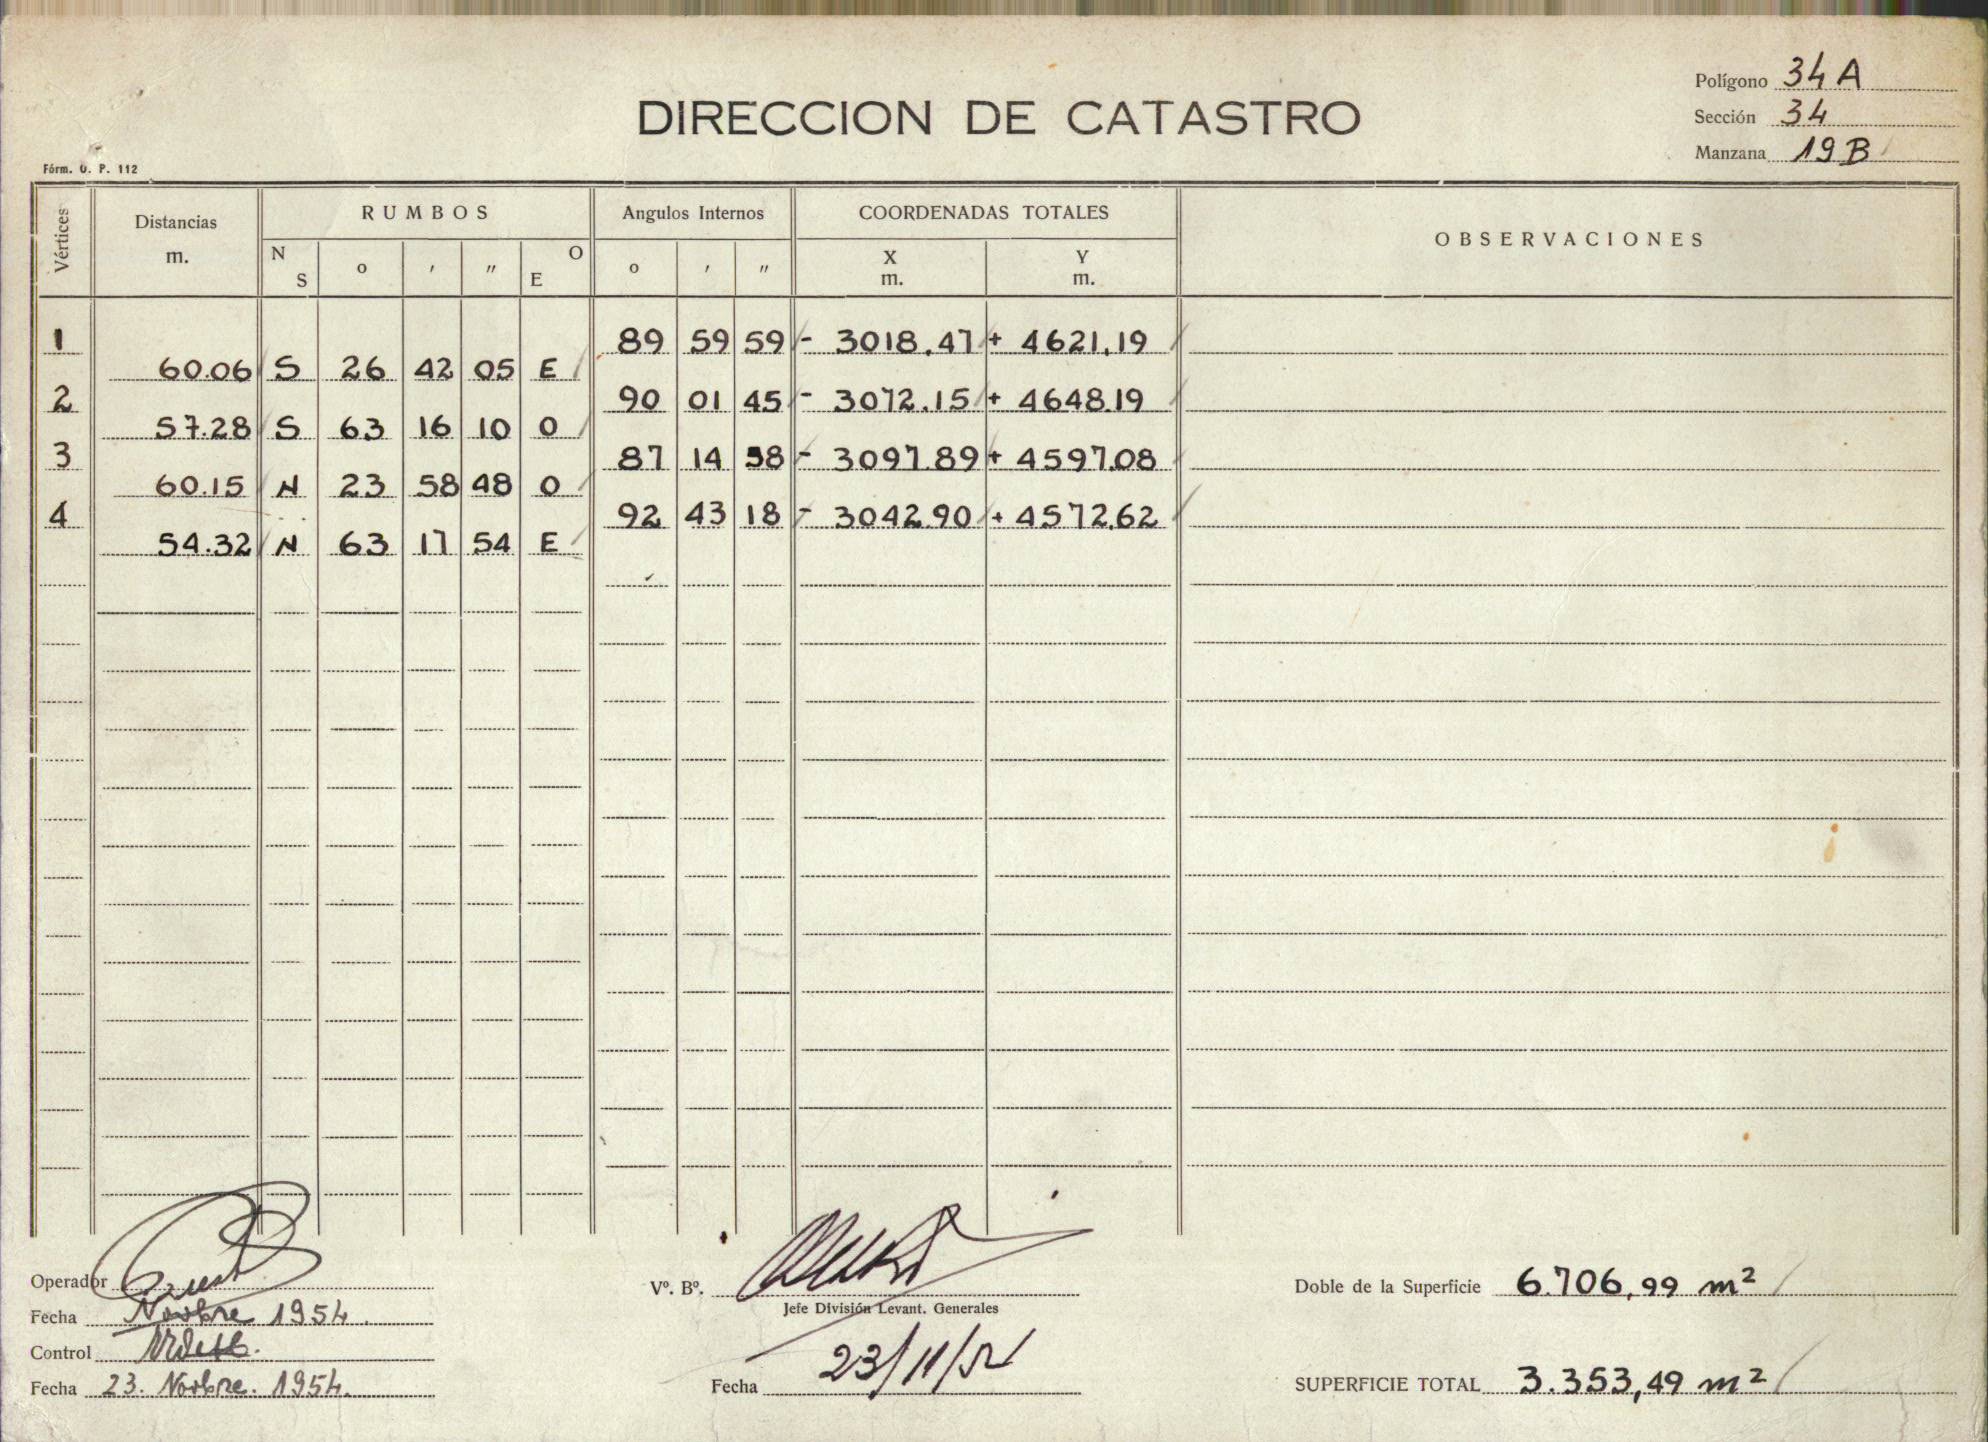 Polígono 34 A
DIRECCION DE CATASTRO
Sección 34
Manzana 19 B
Fórm. O. P. 112
Vértices Distancias m. RUMBOS N S o ' " O E Angulos Internos o ' " COORDENADAS TOTALES X m. Y m. OBSERVACIONES
1 89 59 59 - 3018.47 + 4621.19
60.06 S 26 42 05 E
2 90 01 45 - 3072.15 + 4648.19
57.28 S 63 16 10 O
3 87 14 58 - 3097.89 + 4597.08
60.15 N 23 58 48 O
4 92 43 18 - 3042.90 + 4572.62
54.32 N 63 17 54 E
Operador
Vº. Bº.
Doble de la Superficie 6.706,99 m²
Jefe División Levant. Generales
Fecha Novbre 1954.
Control
Fecha 23. Novbre. 1954.
Fecha 23/11/54
SUPERFICIE TOTAL 3.353,49 m²